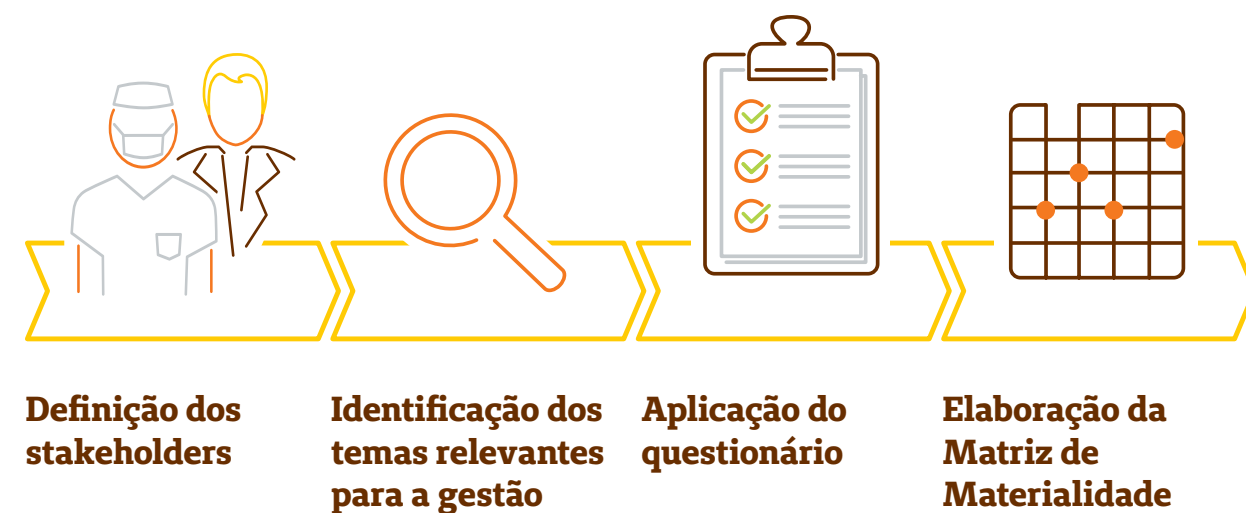 Definição dos
stakeholders
Identificação dos
temas relevantes
para a gestão
Aplicação do
questionário
Elaboração da
Matriz de
Materialidade